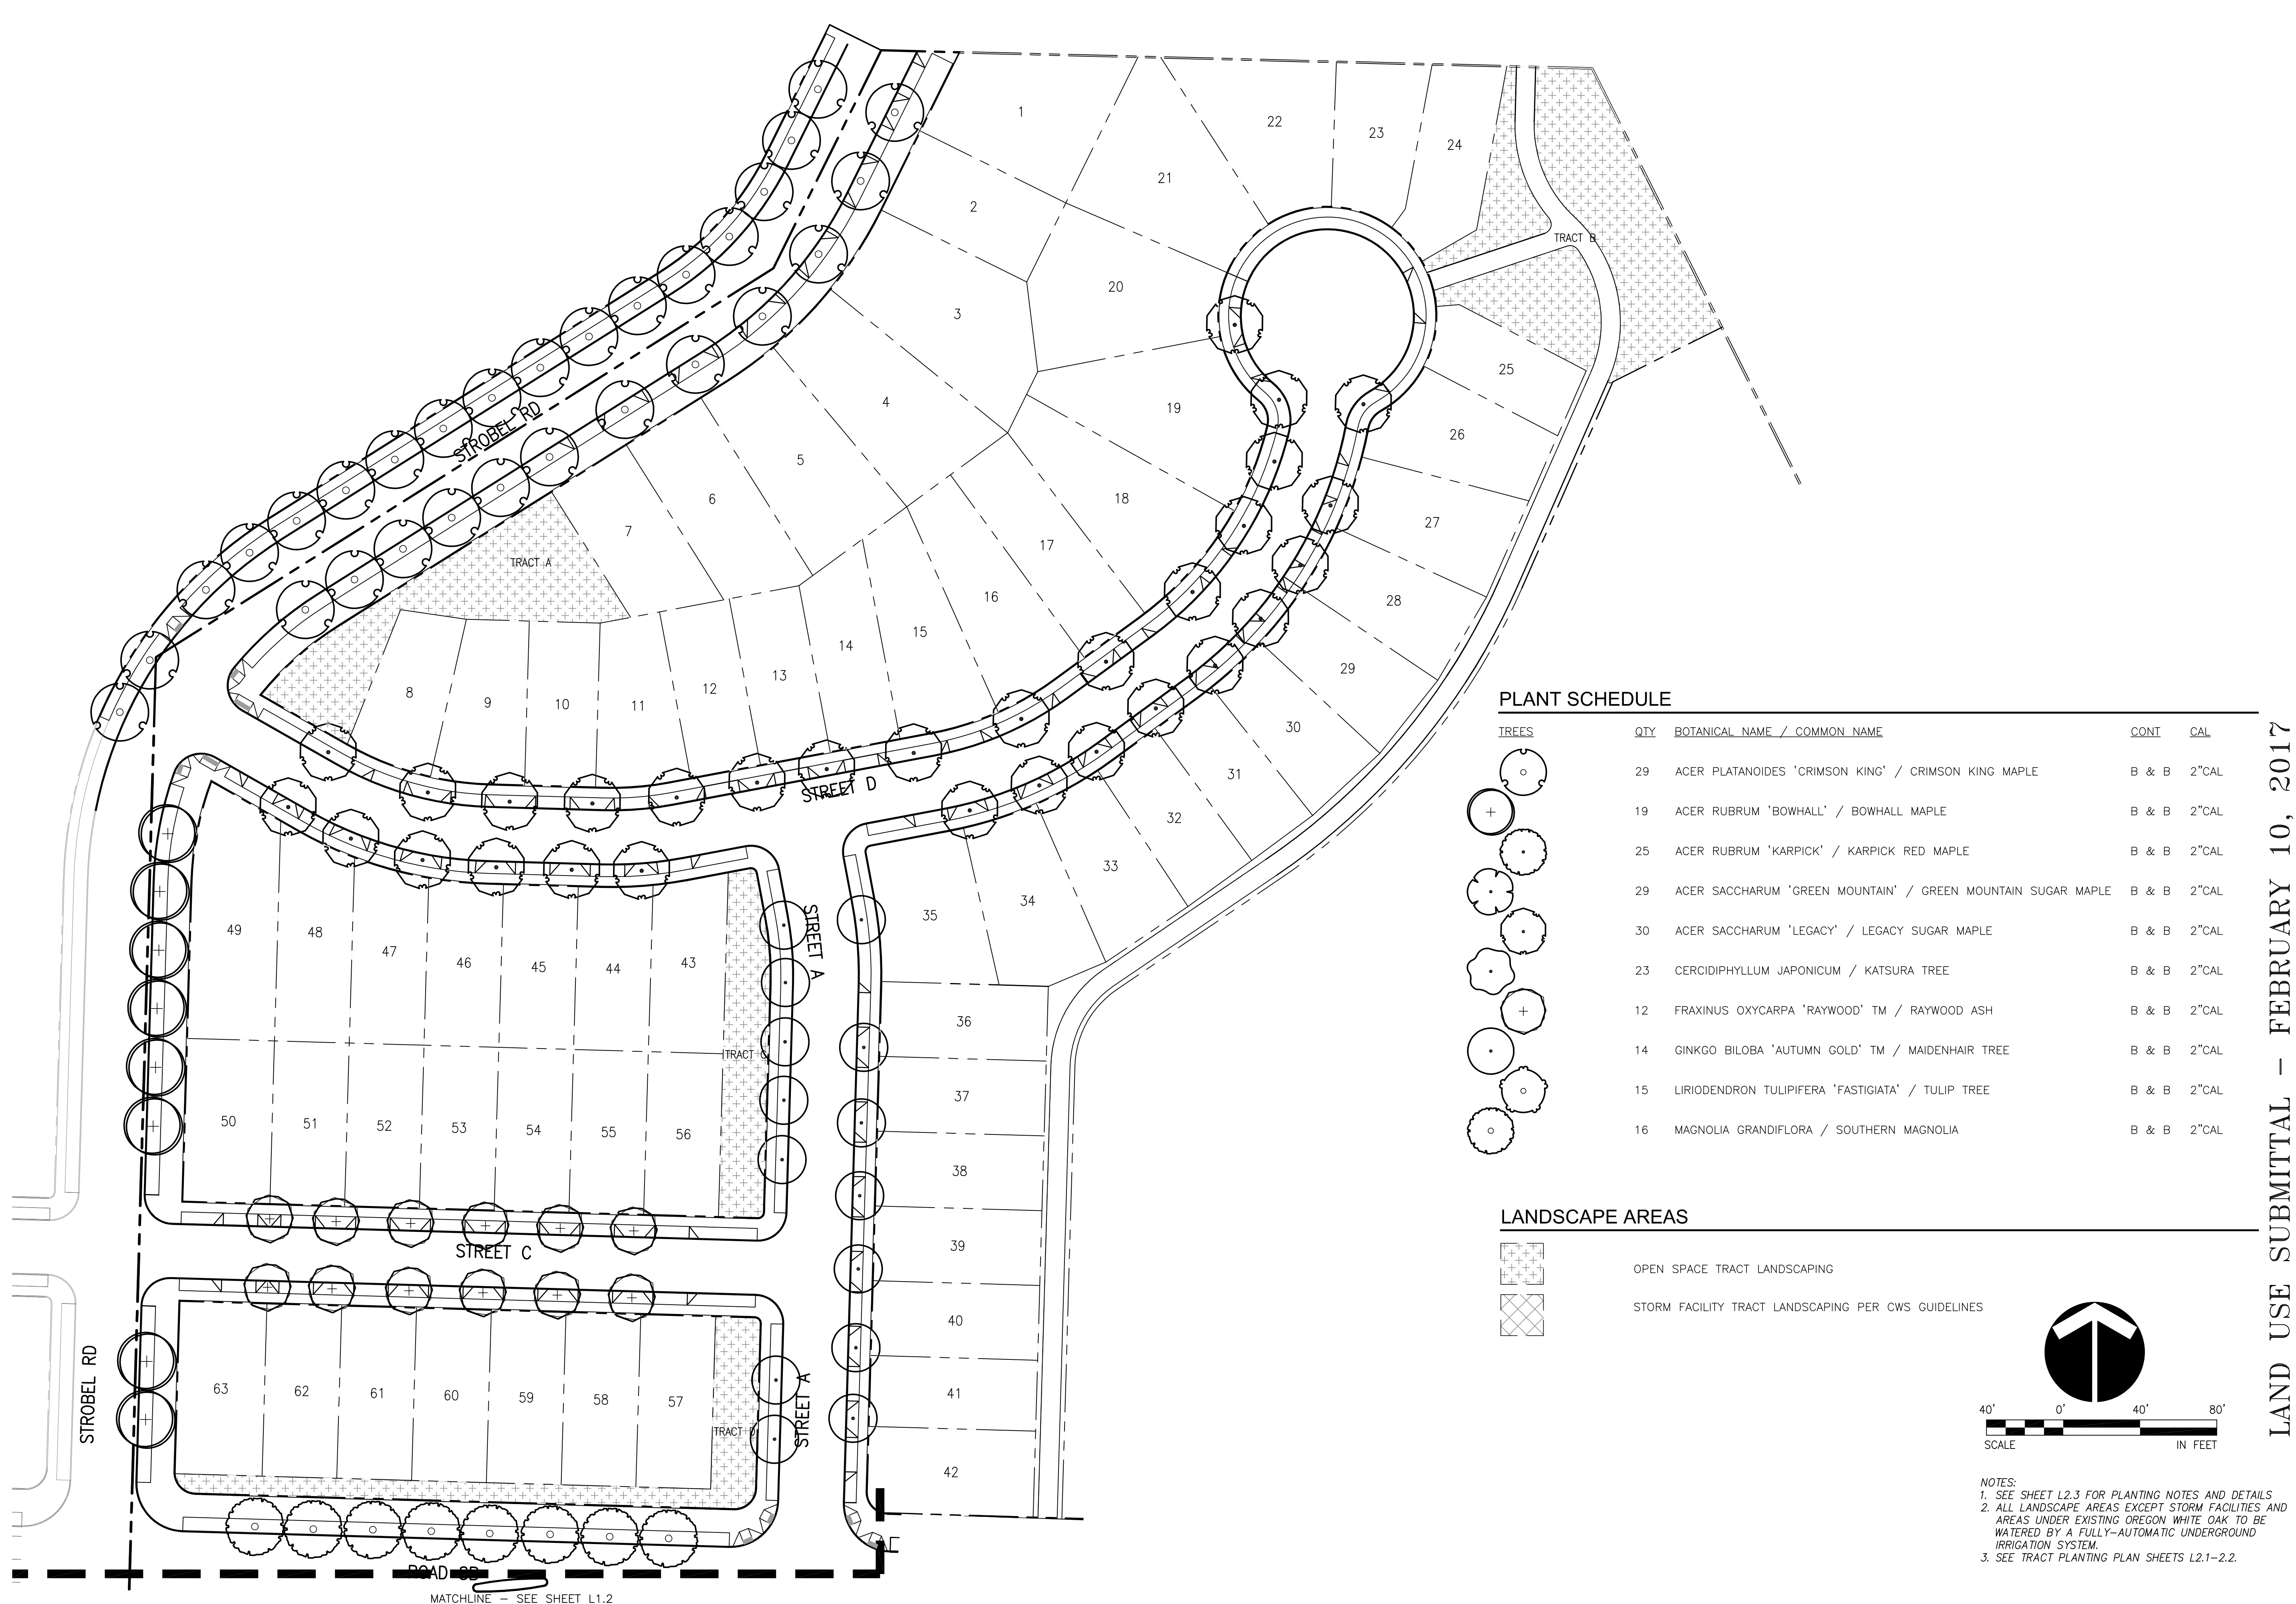 1
22
23
24
21
2
TRACT B
20
3
25
4
19
STROBEL RD
26
5
18
6
27
7
17
TRACT A
16
28
15
14
29
13
12
8
9
10
11
30
31
STREET D
32
33
34
35
STREET A
49
48
47
46
45
44
43
36
TRACT C
37
50
51
52
53
54
55
56
38
39
STREET C
40
63
62
61
60
59
58
57
41
STROBEL RD
STREET A
TRACT D
42
MATCHLINE – SEE SHEET L1.2
PLANT SCHEDULE
TREES QTY BOTANICAL NAME / COMMON NAME CONT CAL
29 ACER PLATANOIDES 'CRIMSON KING' / CRIMSON KING MAPLE B & B 2"CAL
19 ACER RUBRUM 'BOWHALL' / BOWHALL MAPLE B & B 2"CAL
25 ACER RUBRUM 'KARPICK' / KARPICK RED MAPLE B & B 2"CAL
29 ACER SACCHARUM 'GREEN MOUNTAIN' / GREEN MOUNTAIN SUGAR MAPLE B & B 2"CAL
30 ACER SACCHARUM 'LEGACY' / LEGACY SUGAR MAPLE B & B 2"CAL
23 CERCIDIPHYLLUM JAPONICUM / KATSURA TREE B & B 2"CAL
12 FRAXINUS OXYCARPA 'RAYWOOD' TM / RAYWOOD ASH B & B 2"CAL
14 GINKGO BILOBA 'AUTUMN GOLD' TM / MAIDENHAIR TREE B & B 2"CAL
15 LIRIODENDRON TULIPIFERA 'FASTIGIATA' / TULIP TREE B & B 2"CAL
16 MAGNOLIA GRANDIFLORA / SOUTHERN MAGNOLIA B & B 2"CAL
LANDSCAPE AREAS
OPEN SPACE TRACT LANDSCAPING
STORM FACILITY TRACT LANDSCAPING PER CWS GUIDELINES
40' 0' 40' 80'
SCALE IN FEET
NOTES:
1. SEE SHEET L2.3 FOR PLANTING NOTES AND DETAILS
2. ALL LANDSCAPE AREAS EXCEPT STORM FACILITIES AND
AREAS UNDER EXISTING OREGON WHITE OAK TO BE
WATERED BY A FULLY–AUTOMATIC UNDERGROUND
IRRIGATION SYSTEM.
3. SEE TRACT PLANTING PLAN SHEETS L2.1–2.2.
LAND USE SUBMITTAL – FEBRUARY 10, 2017